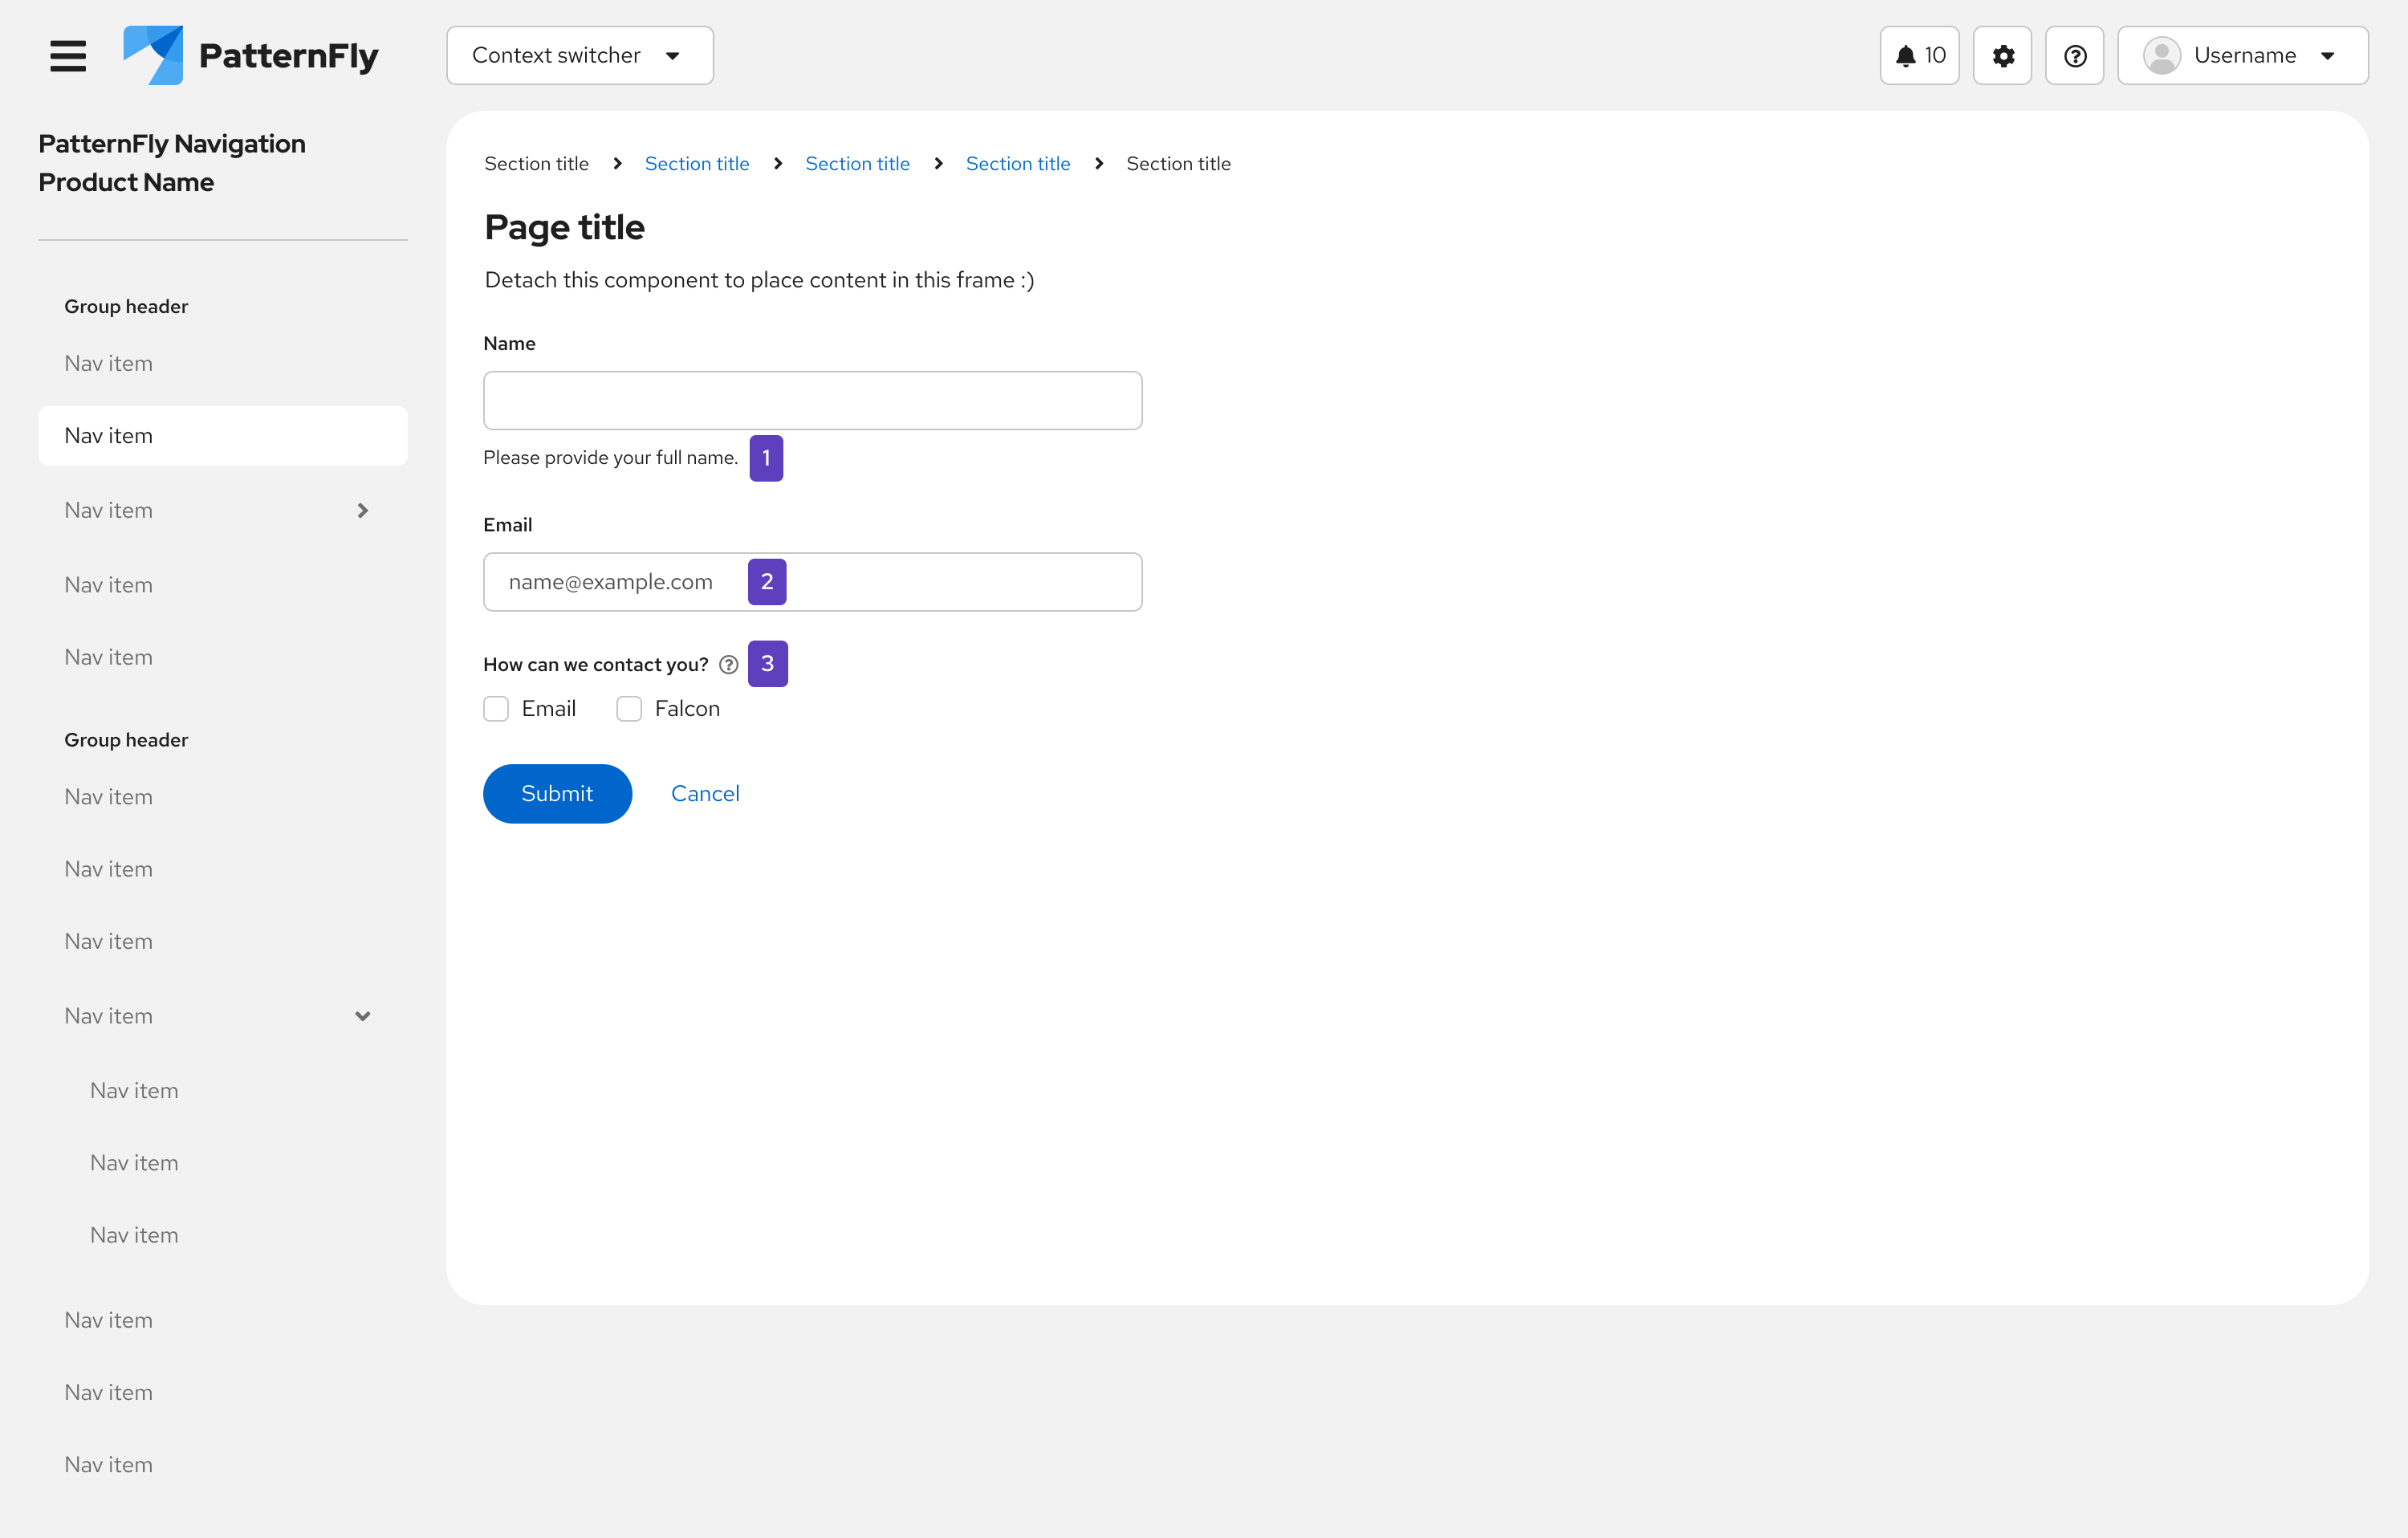 PatternFly
Context switcher
10
Username
PatternFly Navigation
Product Name
Group header
Nav item
Nav item
Nav item
Nav item
Nav item
Group header
Nav item
Nav item
Nav item
Nav item
Nav item
Nav item
Nav item
Nav item
Nav item
Nav item
Section title > Section title > Section title > Section title > Section title
Page title
Detach this component to place content in this frame :)
Name
Please provide your full name. 1
Email
name@example.com 2
How can we contact you? ? 3
Email Falcon
Submit Cancel